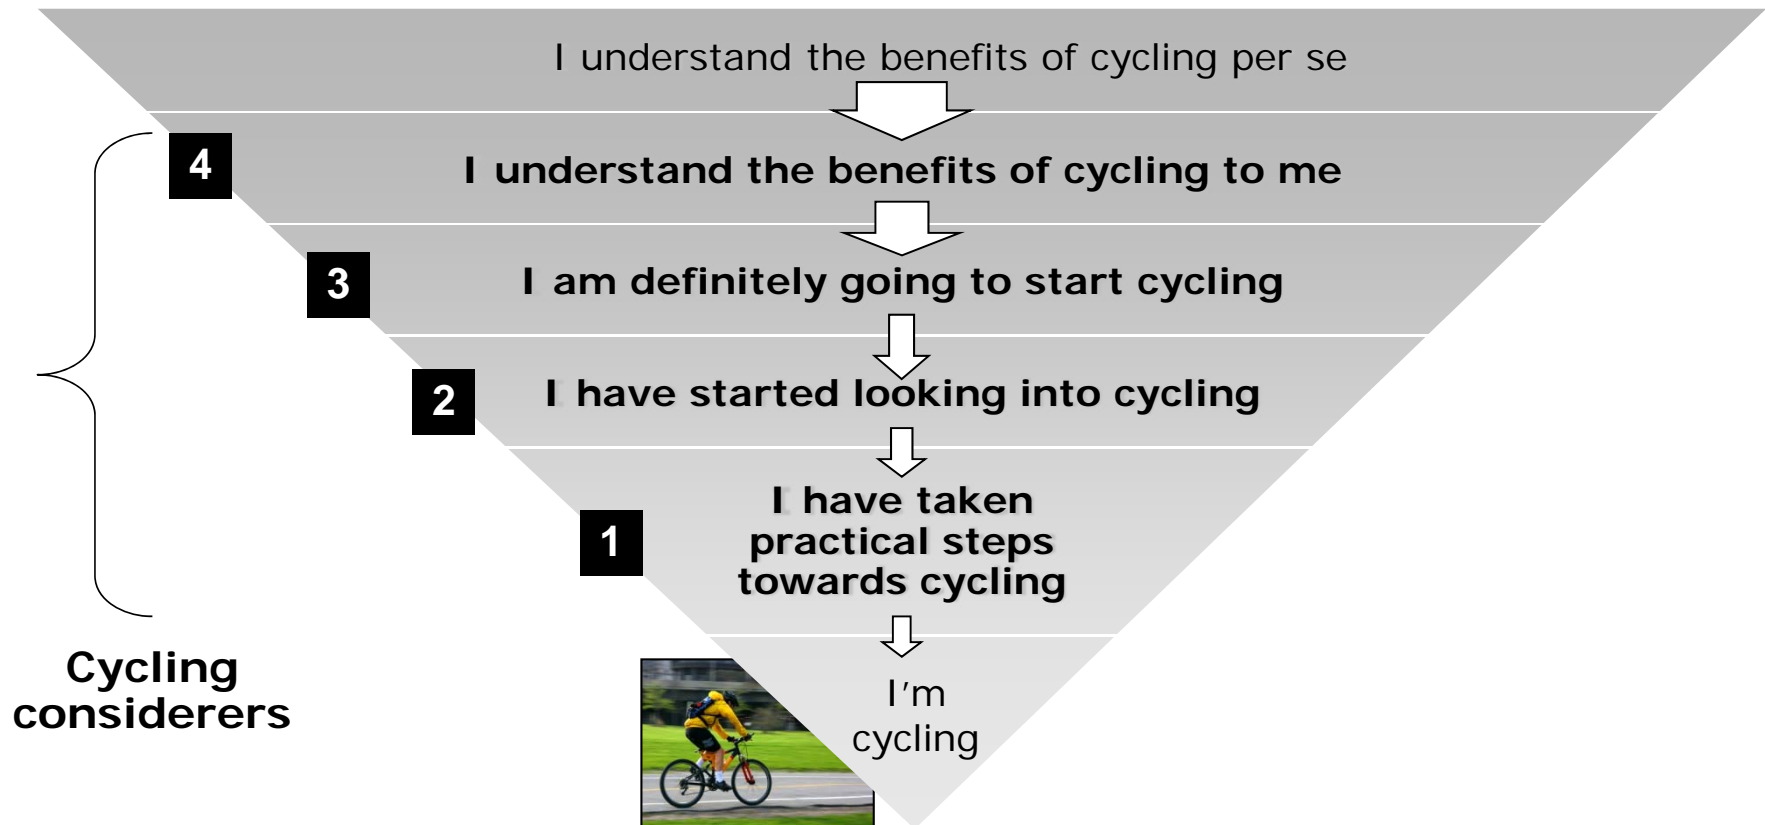 I understand the benefits of cycling per se
4
I understand the benefits of cycling to me
3
I am definitely going to start cycling
2
I have started looking into cycling
1
I have taken
practical steps
towards cycling
Cycling
considerers
I'm
cycling